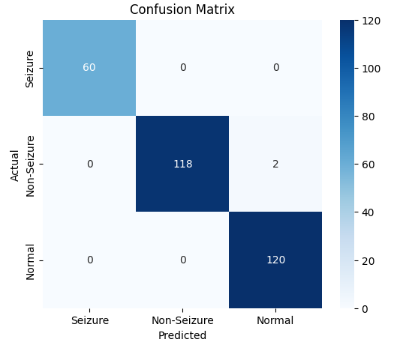 Confusion Matrix
Seizure
60 0 0
Actual
Non-Seizure
0 118 2
Normal
0 0 120
Seizure Non-Seizure Normal
Predicted
120
100
80
60
40
20
0